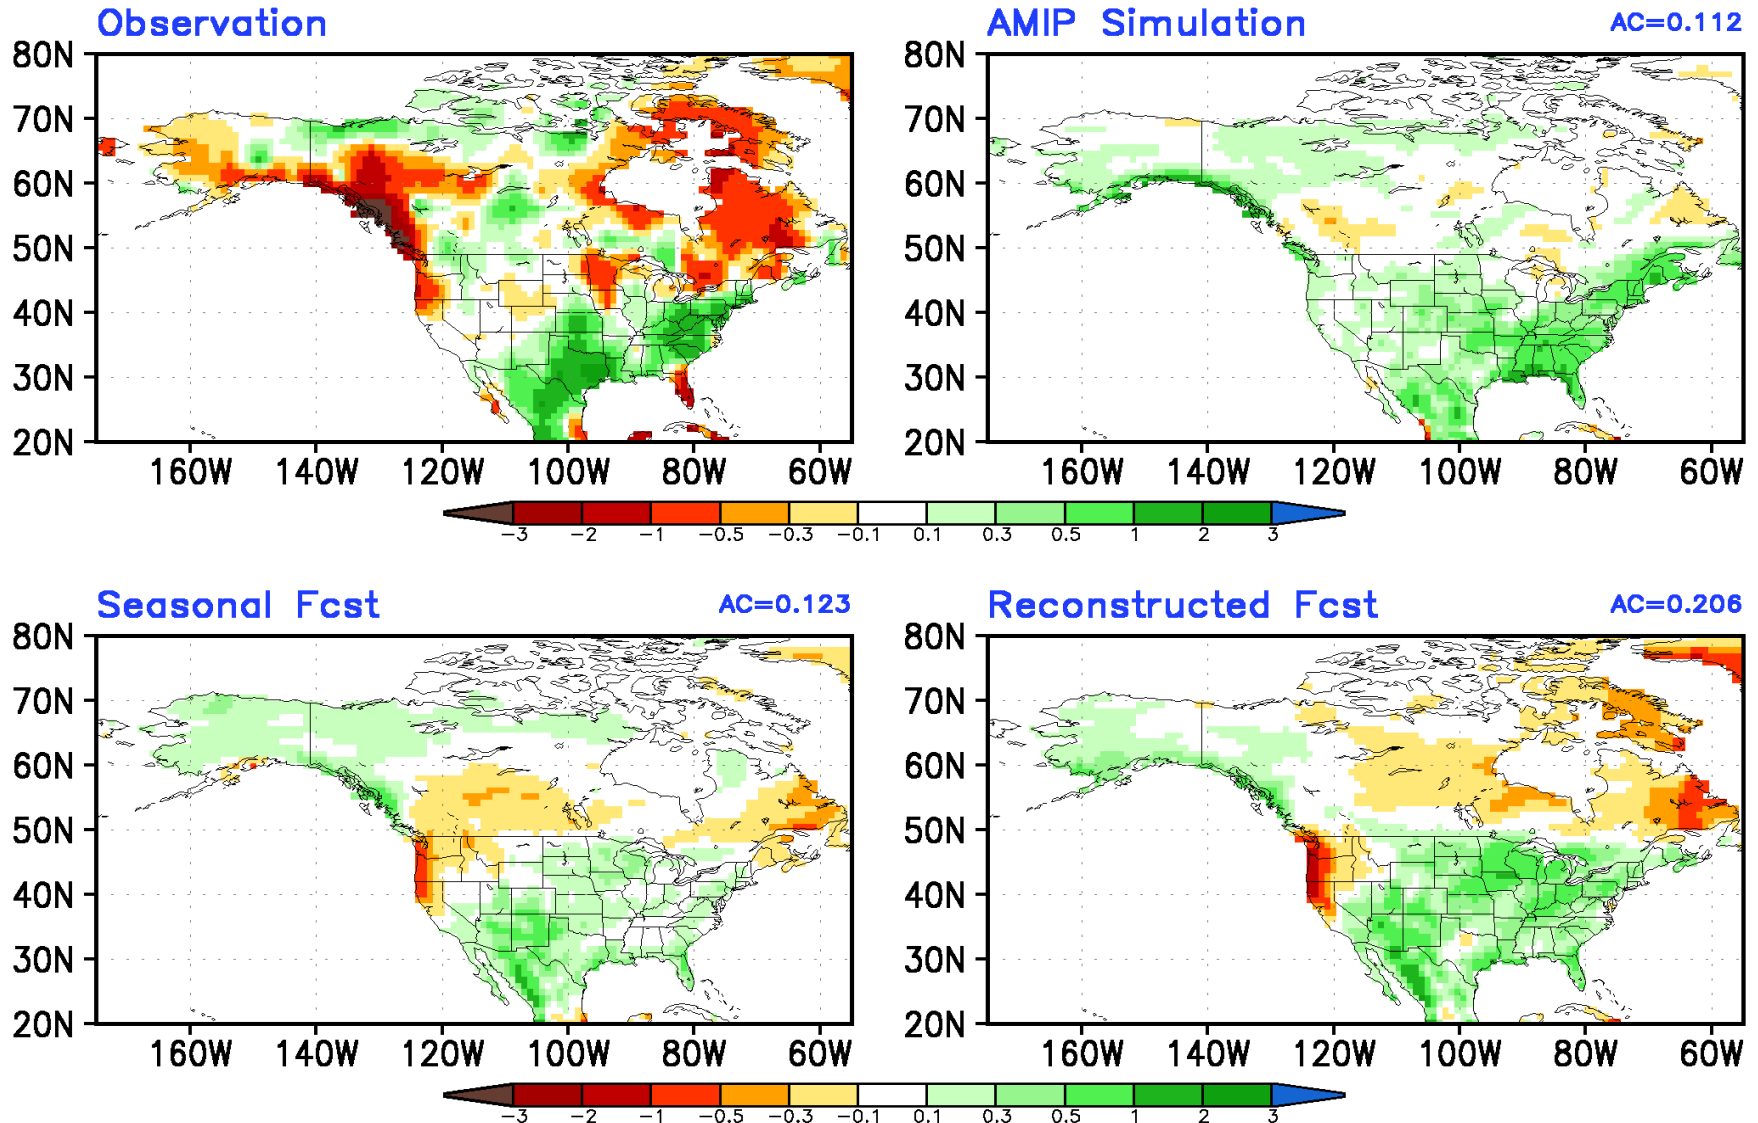 Observation
AMIP Simulation AC=0.112
80N 80N
70N 70N
60N 60N
50N 50N
40N 40N
30N 30N
20N 20N
160W 140W 120W 100W 80W 60W 160W 140W 120W 100W 80W 60W
-3 -2 -1 -0.5 -0.3 -0.1 0.1 0.3 0.5 1 2 3
Seasonal Fcst AC=0.123
Reconstructed Fcst AC=0.206
80N 80N
70N 70N
60N 60N
50N 50N
40N 40N
30N 30N
20N 20N
160W 140W 120W 100W 80W 60W 160W 140W 120W 100W 80W 60W
-3 -2 -1 -0.5 -0.3 -0.1 0.1 0.3 0.5 1 2 3